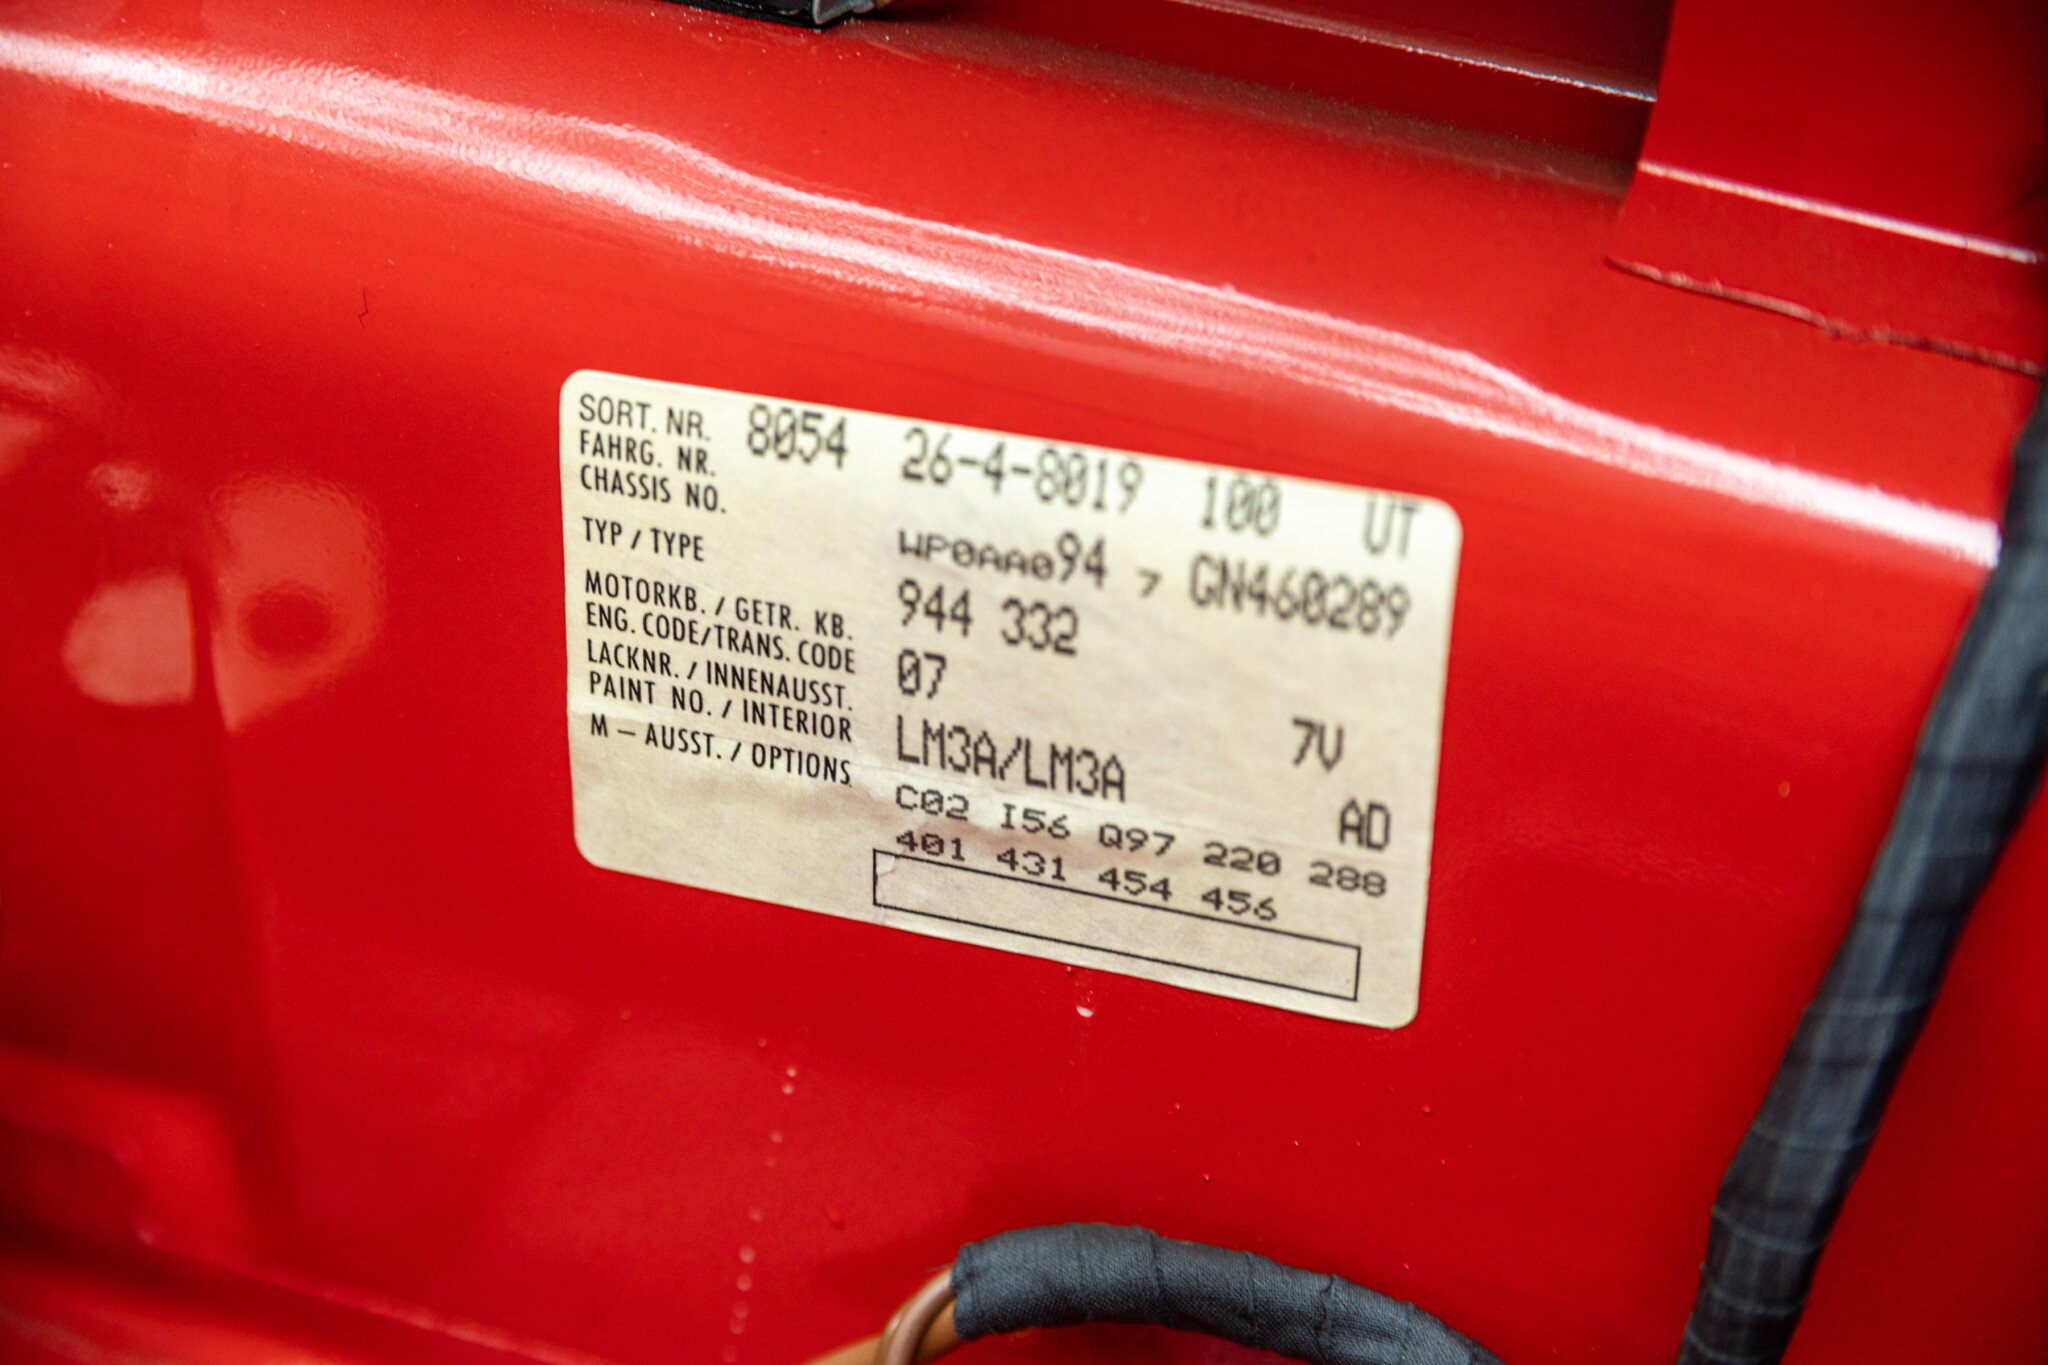 SORT. NR. 8054 26-4-8019 100 UT
FAHRG. NR.
CHASSIS NO. WP0AA094 7 GN460289
TYP / TYPE 944 332
MOTORKB. / GETR. KB.
ENG. CODE/TRANS. CODE 07 7V
LACKNR. / INNENAUSST.
PAINT NO. / INTERIOR LM3A/LM3A AD
M – AUSST. / OPTIONS C02 I56 Q97 220 288
401 431 454 456